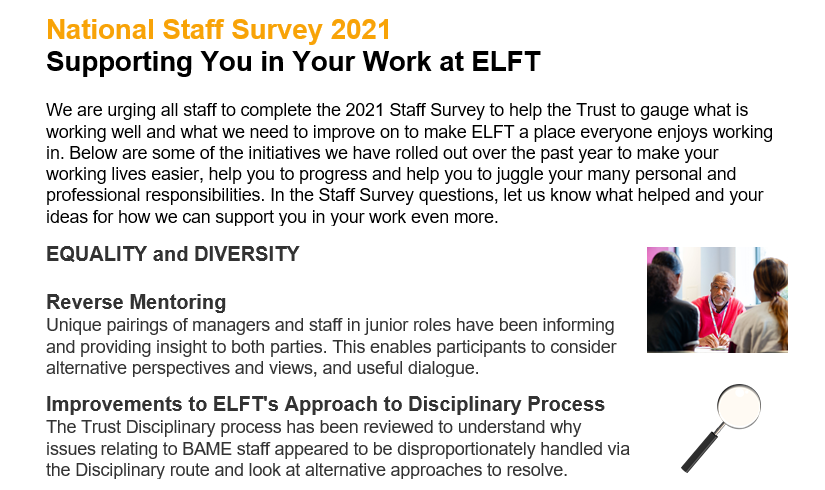 National Staff Survey 2021
Supporting You in Your Work at ELFT
We are urging all staff to complete the 2021 Staff Survey to help the Trust to gauge what is
working well and what we need to improve on to make ELFT a place everyone enjoys working
in. Below are some of the initiatives we have rolled out over the past year to make your
working lives easier, help you to progress and help you to juggle your many personal and
professional responsibilities. In the Staff Survey questions, let us know what helped and your
ideas for how we can support you in your work even more.
EQUALITY and DIVERSITY
Reverse Mentoring
Unique pairings of managers and staff in junior roles have been informing
and providing insight to both parties. This enables participants to consider
alternative perspectives and views, and useful dialogue.
Improvements to ELFT's Approach to Disciplinary Process
The Trust Disciplinary process has been reviewed to understand why
issues relating to BAME staff appeared to be disproportionately handled via
the Disciplinary route and look at alternative approaches to resolve.